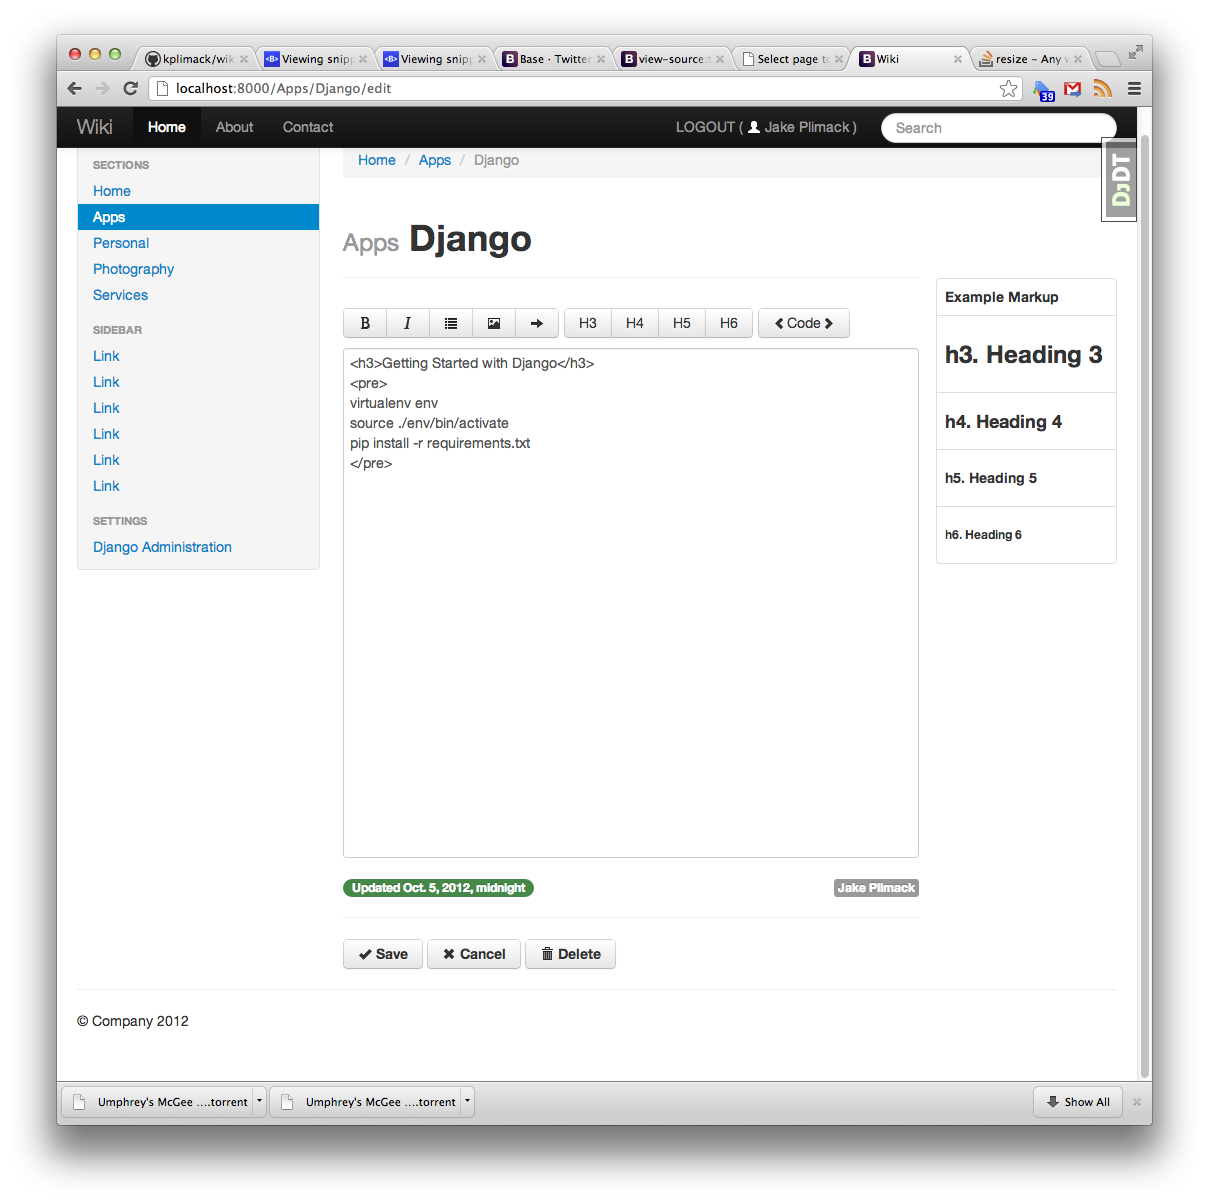 kplimack/wik
Viewing snipp
Viewing snipp
Base · Twitter
view-source:
Select page to
Wiki
resize - Any
localhost:8000/Apps/Django/edit
39
Wiki
Home
About
Contact
LOGOUT ( Jake Plimack )
Search
DjDT
SECTIONS
Home
Apps
Personal
Photography
Services
SIDEBAR
Link
Link
Link
Link
Link
Link
SETTINGS
Django Administration
Home / Apps / Django
Apps Django
B I H3 H4 H5 H6 Code
<h3>Getting Started with Django</h3>
<pre>
virtualenv env
source ./env/bin/activate
pip install -r requirements.txt
</pre>
Example Markup
h3. Heading 3
h4. Heading 4
h5. Heading 5
h6. Heading 6
Updated Oct. 5, 2012, midnight
Jake Plimack
Save
Cancel
Delete
© Company 2012
Umphrey's McGee ....torrent
Umphrey's McGee ....torrent
Show All